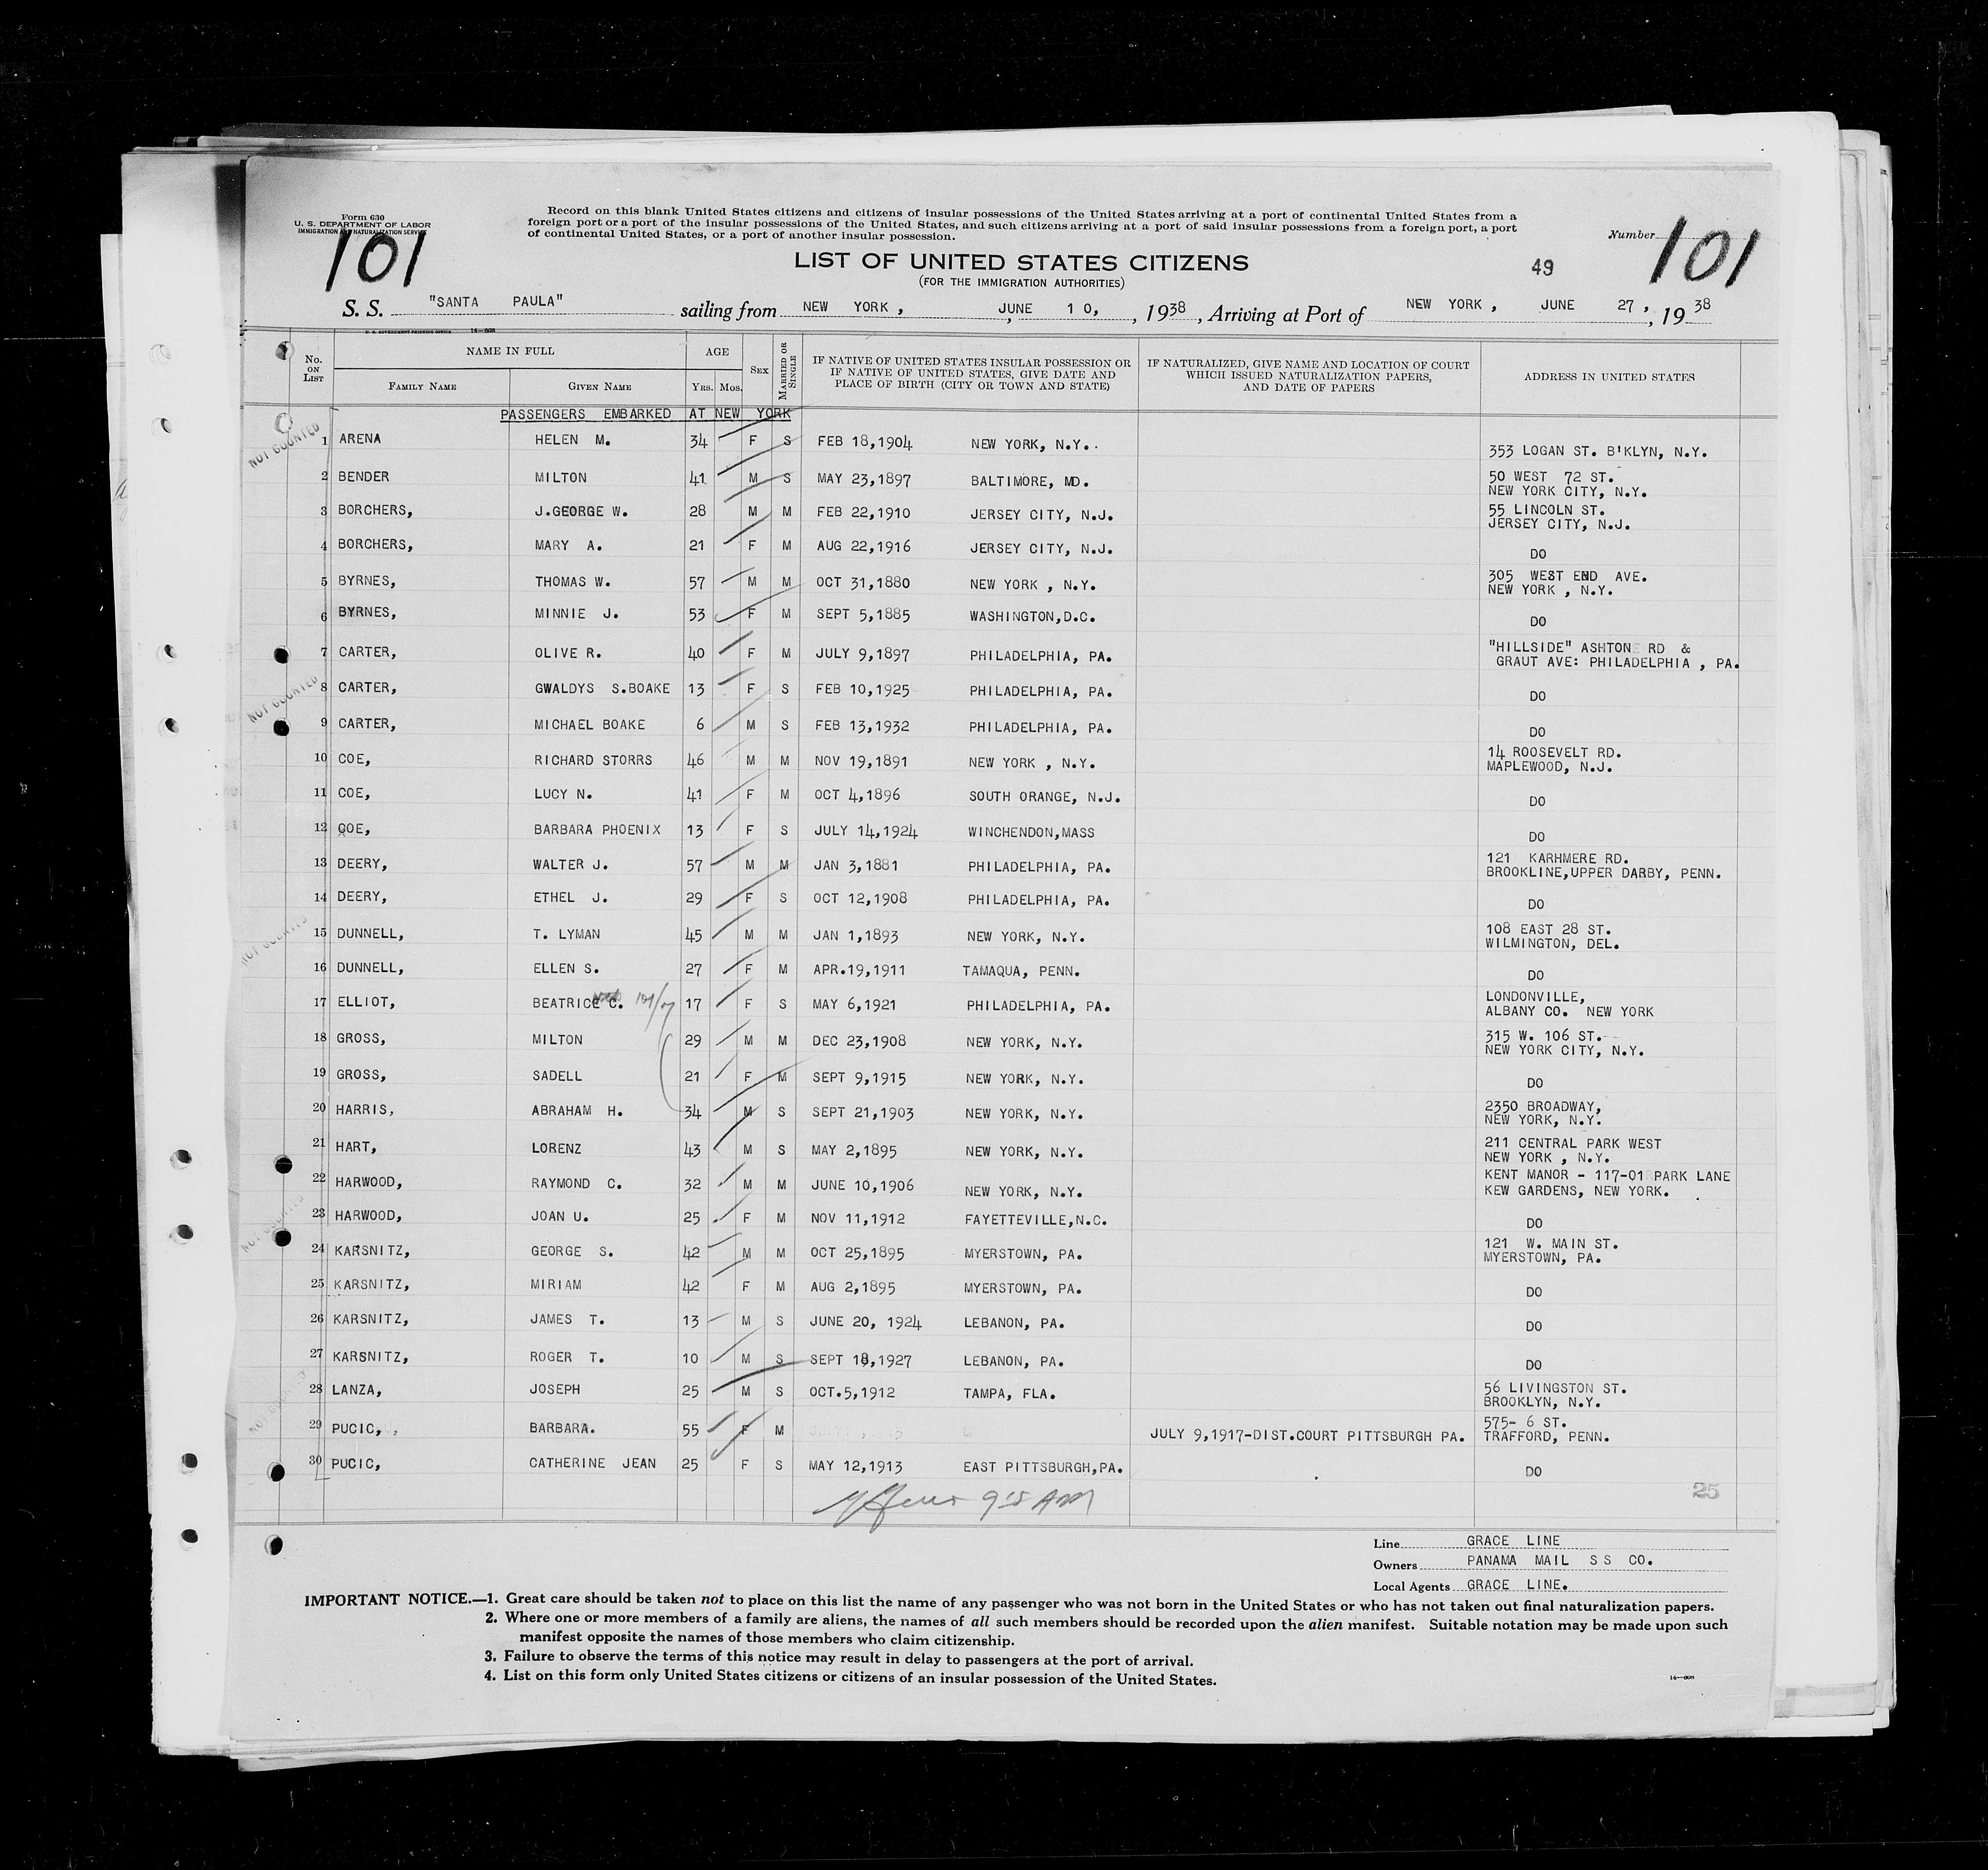 Form 630
U. S. DEPARTMENT OF LABOR
IMMIGRATION AND NATURALIZATION SERVICE
101
Record on this blank United States citizens and citizens of insular possessions of the United States arriving at a port of continental United States from a
foreign port or a port of the insular possessions of the United States, and such citizens arriving at a port of said insular possessions from a foreign port, a port
of continental United States, or a port of another insular possession.
Number 101
LIST OF UNITED STATES CITIZENS
49
(FOR THE IMMIGRATION AUTHORITIES)
S. S. "SANTA PAULA" sailing from NEW YORK, JUNE 10, , 1938, Arriving at Port of NEW YORK, JUNE 27, , 19 38
No. ON LIST
NAME IN FULL
FAMILY NAME
GIVEN NAME
AGE
YRS. MOS.
SEX
MARRIED OR SINGLE
IF NATIVE OF UNITED STATES INSULAR POSSESSION OR
IF NATIVE OF UNITED STATES, GIVE DATE AND
PLACE OF BIRTH (CITY OR TOWN AND STATE)
IF NATURALIZED, GIVE NAME AND LOCATION OF COURT
WHICH ISSUED NATURALIZATION PAPERS,
AND DATE OF PAPERS
ADDRESS IN UNITED STATES
PASSENGERS EMBARKED AT NEW YORK
NOT COUNTED
1 ARENA HELEN M. 34 F S FEB 18,1904 NEW YORK, N.Y.. 353 LOGAN ST. B'KLYN, N.Y.
2 BENDER MILTON 41 M S MAY 23,1897 BALTIMORE, MD. 50 WEST 72 ST.
NEW YORK CITY, N.Y.
3 BORCHERS, J.GEORGE W. 28 M M FEB 22,1910 JERSEY CITY, N.J. 55 LINCOLN ST.
JERSEY CITY, N.J.
4 BORCHERS, MARY A. 21 F M AUG 22,1916 JERSEY CITY, N.J. DO
5 BYRNES, THOMAS W. 57 M M OCT 31,1880 NEW YORK , N.Y. 305 WEST END AVE.
NEW YORK , N.Y.
6 BYRNES, MINNIE J. 53 F M SEPT 5,1885 WASHINGTON,D.C. DO
7 CARTER, OLIVE R. 40 F M JULY 9,1897 PHILADELPHIA, PA. "HILLSIDE" ASHTON RD &
GRAUT AVE: PHILADELPHIA , PA.
NOT COUNTED
8 CARTER, GWALDYS S.BOAKE 13 F S FEB 10,1925 PHILADELPHIA, PA. DO
9 CARTER, MICHAEL BOAKE 6 M S FEB 13,1932 PHILADELPHIA, PA. DO
10 COE, RICHARD STORRS 46 M M NOV 19,1891 NEW YORK , N.Y. 14 ROOSEVELT RD.
MAPLEWOOD, N.J.
11 COE, LUCY N. 41 F M OCT 4,1896 SOUTH ORANGE, N.J. DO
12 COE, BARBARA PHOENIX 13 F S JULY 14,1924 WINCHENDON,MASS DO
13 DEERY, WALTER J. 57 M M JAN 3,1881 PHILADELPHIA, PA. 121 KARHMERE RD.
BROOKLINE,UPPER DARBY, PENN.
14 DEERY, ETHEL J. 29 F S OCT 12,1908 PHILADELPHIA, PA. DO
NOT COUNTED
15 DUNNELL, T. LYMAN 45 M M JAN 1,1893 NEW YORK, N.Y. 108 EAST 28 ST.
WILMINGTON, DEL.
16 DUNNELL, ELLEN S. 27 F M APR.19,1911 TAMAQUA, PENN. DO
17 ELLIOT, BEATRICE C. 17 F S MAY 6,1921 PHILADELPHIA, PA. LONDONVILLE,
ALBANY CO. NEW YORK
18 GROSS, MILTON 29 M M DEC 23,1908 NEW YORK, N.Y. 315 W. 106 ST.
NEW YORK CITY, N.Y.
19 GROSS, SADELL 21 F M SEPT 9,1915 NEW YORK, N.Y. DO
20 HARRIS, ABRAHAM H. 34 M S SEPT 21,1903 NEW YORK, N.Y. 2350 BROADWAY,
NEW YORK, N.Y.
21 HART, LORENZ 43 M S MAY 2,1895 NEW YORK, N.Y. 211 CENTRAL PARK WEST
NEW YORK , N.Y.
22 HARWOOD, RAYMOND C. 32 M M JUNE 10,1906 NEW YORK, N.Y. KENT MANOR - 117-01 PARK LANE
KEW GARDENS, NEW YORK.
NOT COUNTED
23 HARWOOD, JOAN U. 25 F M NOV 11,1912 FAYETTEVILLE,N.C. DO
24 KARSNITZ, GEORGE S. 42 M M OCT 25,1895 MYERSTOWN, PA. 121 W. MAIN ST.
MYERSTOWN, PA.
25 KARSNITZ, MIRIAM 42 F M AUG 2,1895 MYERSTOWN, PA. DO
26 KARSNITZ, JAMES T. 13 M S JUNE 20, 1924 LEBANON, PA. DO
27 KARSNITZ, ROGER T. 10 M S SEPT 18,1927 LEBANON, PA. DO
28 LANZA, JOSEPH 25 M S OCT.5,1912 TAMPA, FLA. 56 LIVINGSTON ST.
BROOKLYN, N.Y.
NOT COUNTED
29 PUCIC, BARBARA. 55 F M JULY 9,1917-DIST.COURT PITTSBURGH PA. 575- 6 ST.
TRAFFORD, PENN.
30 PUCIC, CATHERINE JEAN 25 F S MAY 12,1913 EAST PITTSBURGH,PA. DO
25
AM
Line GRACE LINE
Owners PANAMA MAIL S S CO.
Local Agents GRACE LINE.
IMPORTANT NOTICE.—1. Great care should be taken not to place on this list the name of any passenger who was not born in the United States or who has not taken out final naturalization papers.
2. Where one or more members of a family are aliens, the names of all such members should be recorded upon the alien manifest. Suitable notation may be made upon such
manifest opposite the names of those members who claim citizenship.
3. Failure to observe the terms of this notice may result in delay to passengers at the port of arrival.
4. List on this form only United States citizens or citizens of an insular possession of the United States.